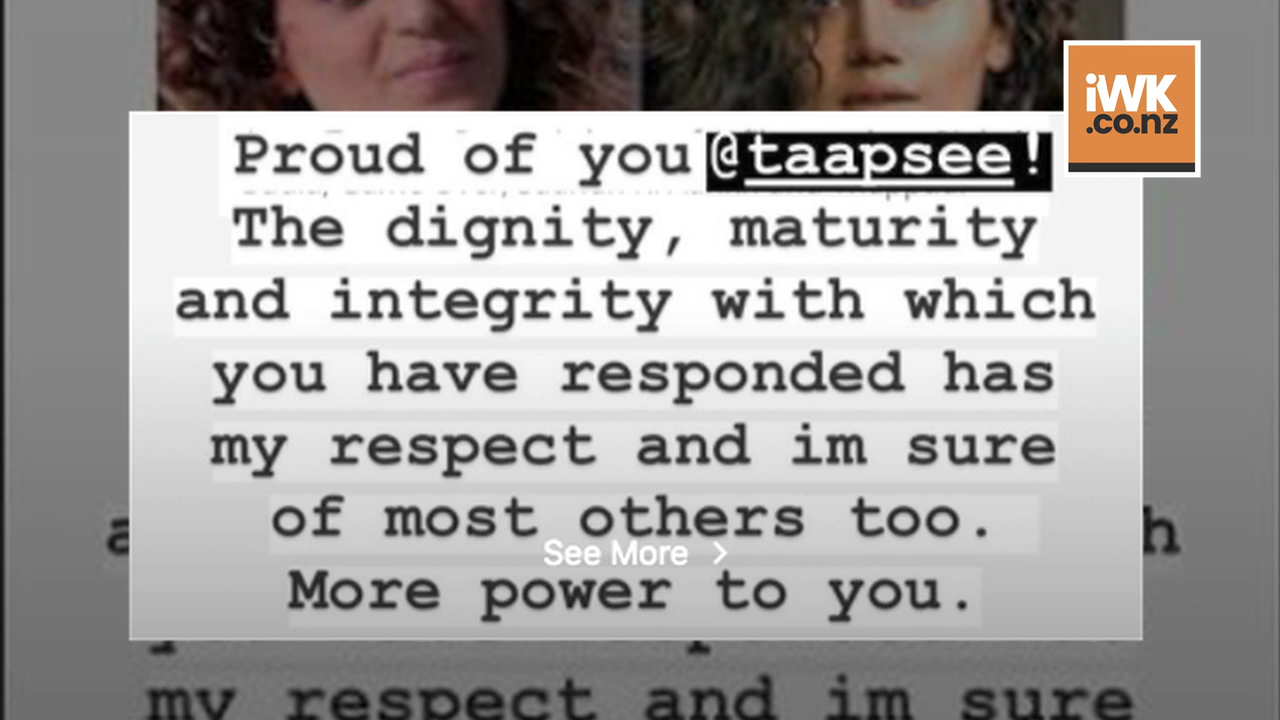 iWK
.co.nz
Proud of you @taapsee!
The dignity, maturity
and integrity with which
you have responded has
my respect and im sure
of most others too.
See More >
More power to you.
my respect and im sure